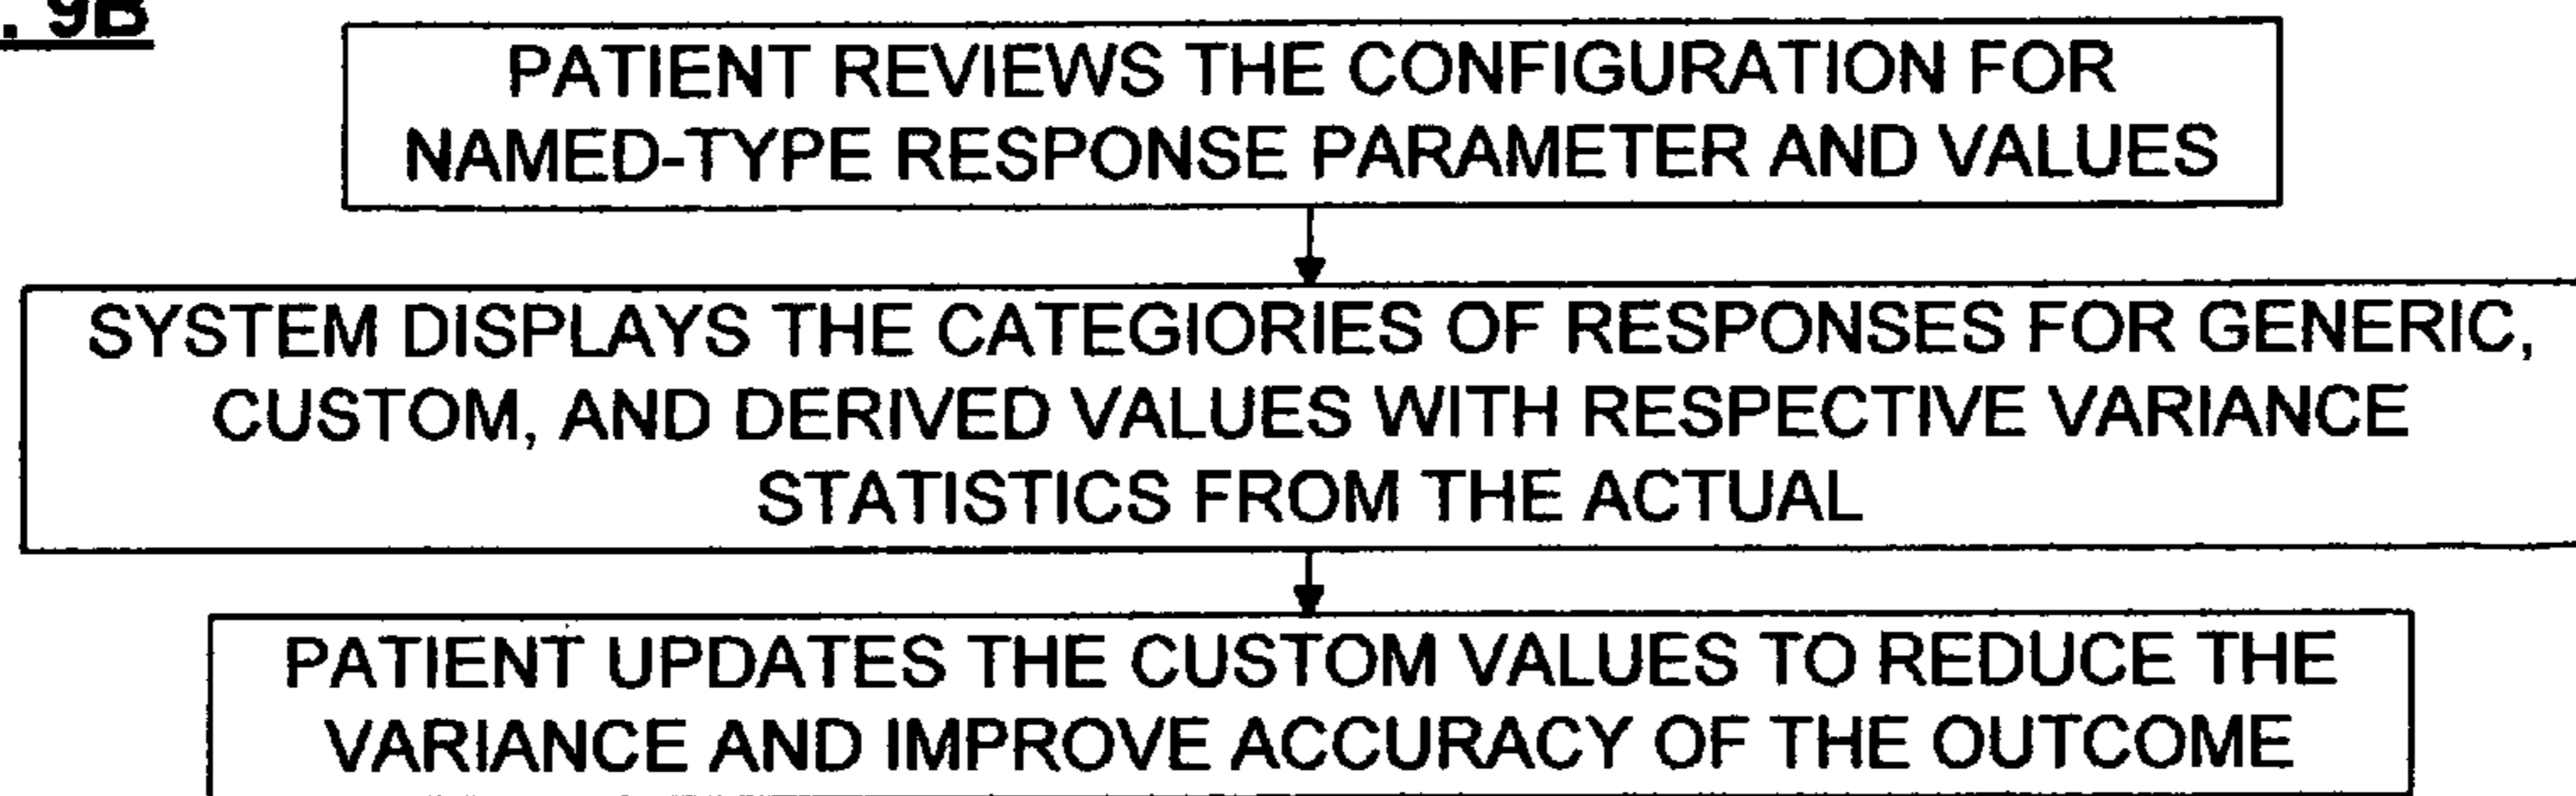 . 9B
PATIENT REVIEWS THE CONFIGURATION FOR
NAMED-TYPE RESPONSE PARAMETER AND VALUES
SYSTEM DISPLAYS THE CATEGIORIES OF RESPONSES FOR GENERIC,
CUSTOM, AND DERIVED VALUES WITH RESPECTIVE VARIANCE
STATISTICS FROM THE ACTUAL
PATIENT UPDATES THE CUSTOM VALUES TO REDUCE THE
VARIANCE AND IMPROVE ACCURACY OF THE OUTCOME